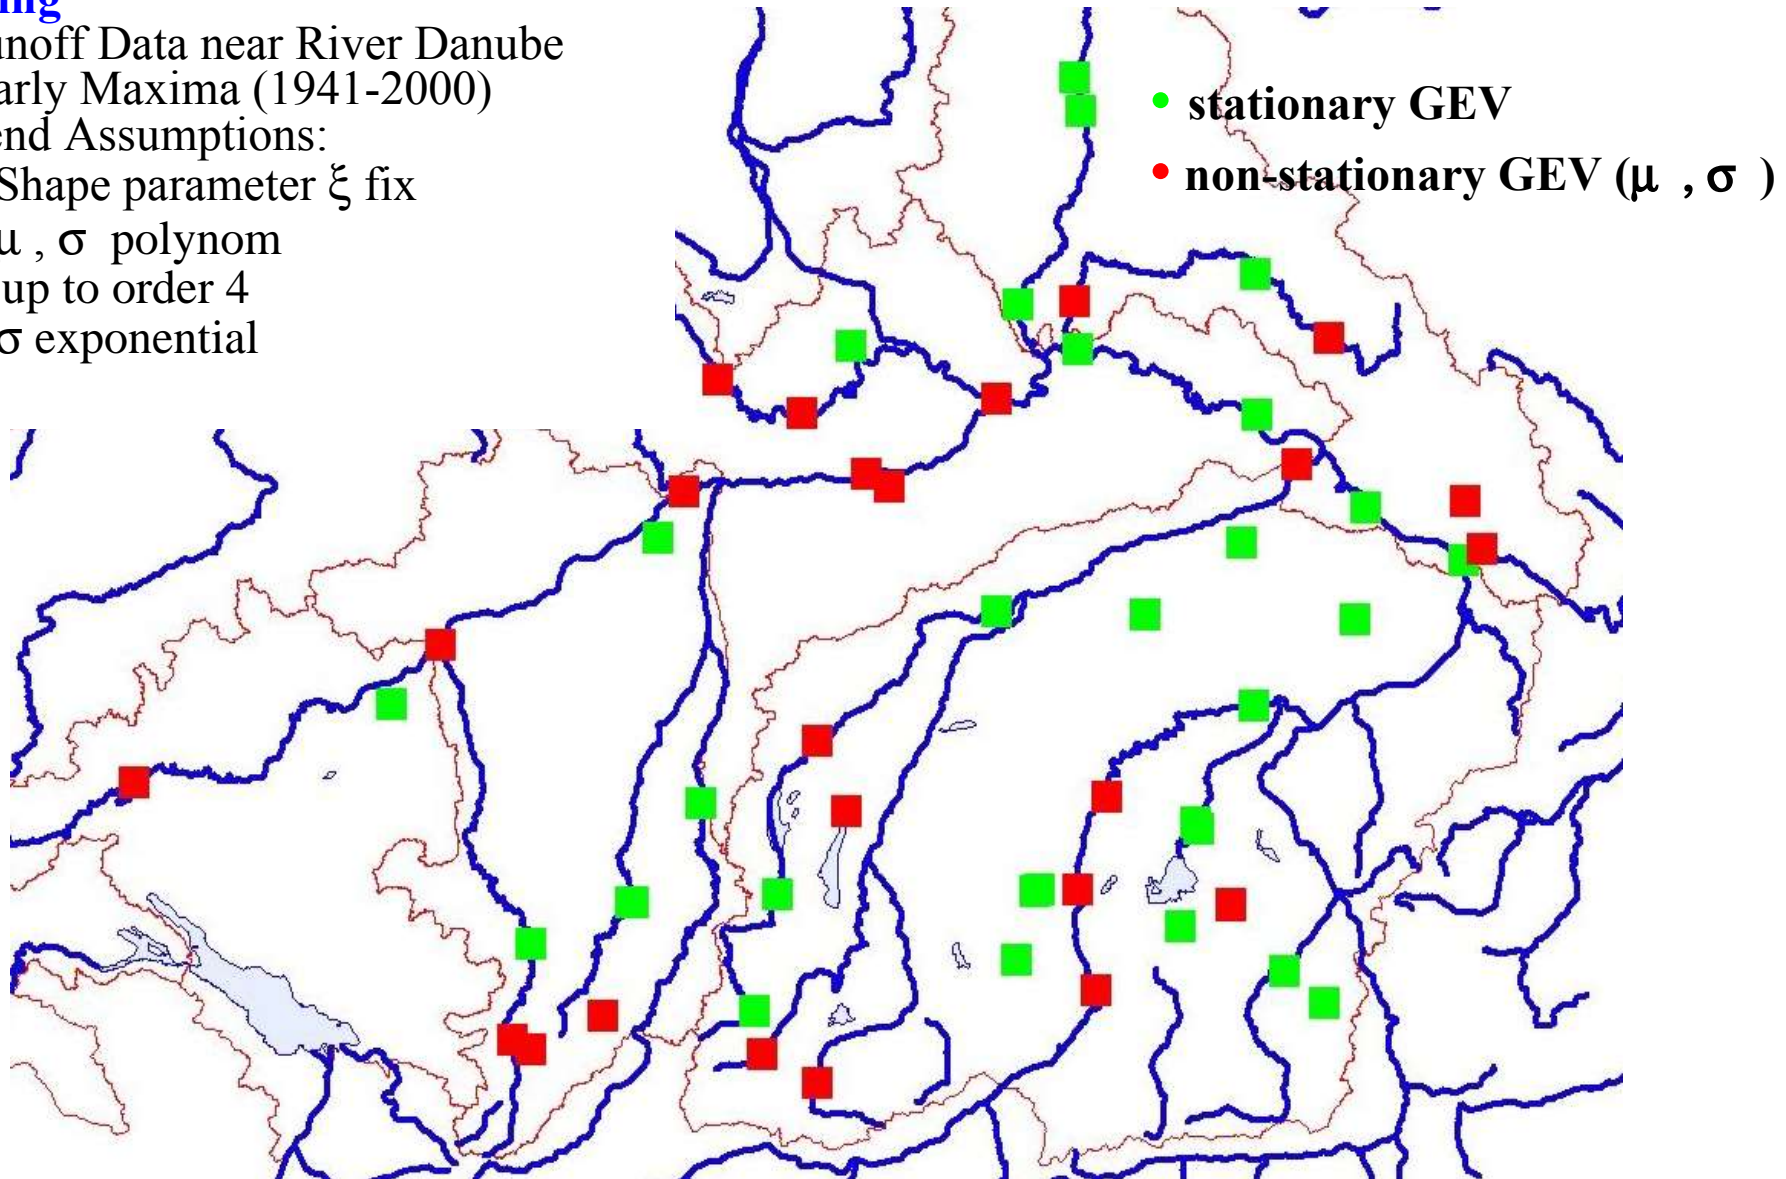 ng
unoff Data near River Danube
arly Maxima (1941-2000)
end Assumptions:
Shape parameter ξ fix
μ , σ polynom
up to order 4
σ exponential
stationary GEV
non-stationary GEV (μ , σ )